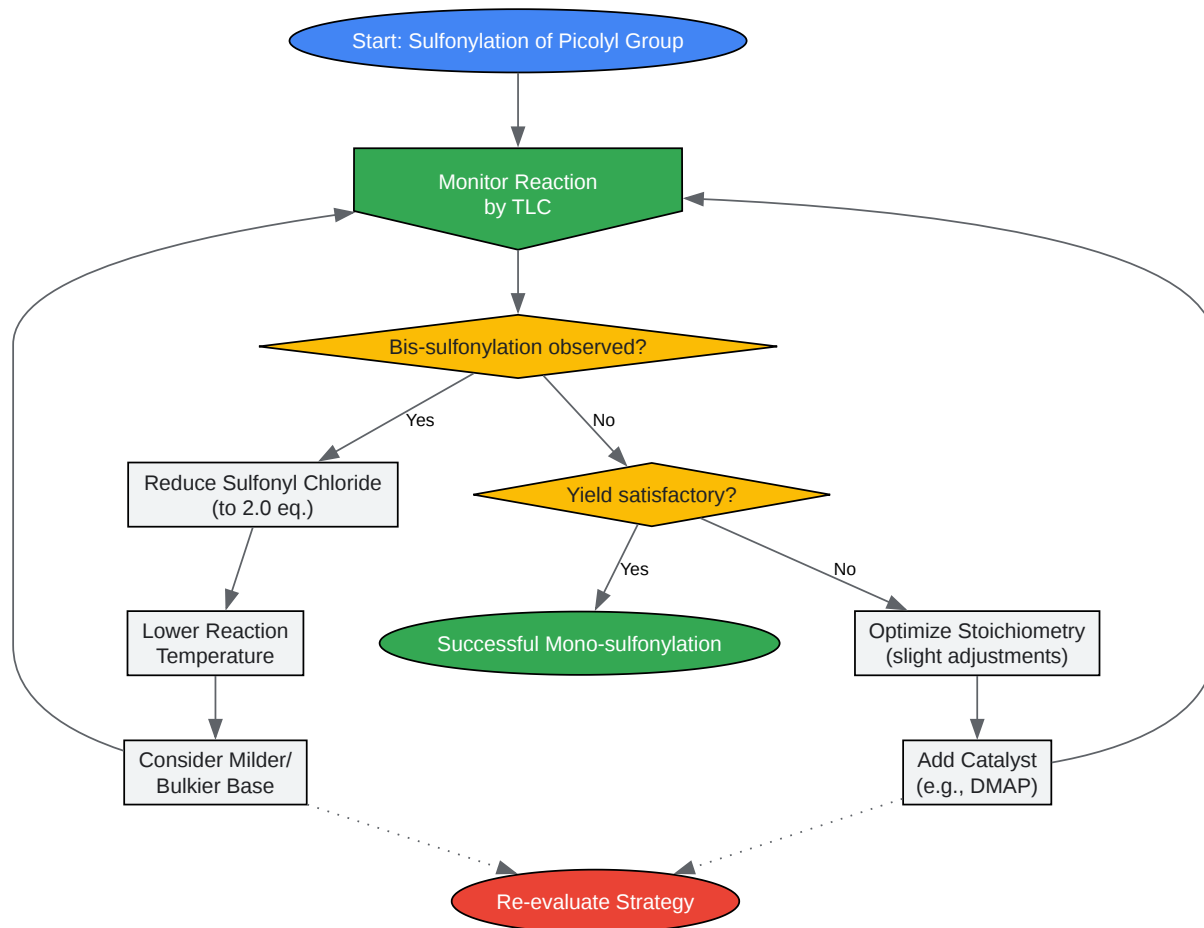 Start: Sulfonylation of Picolyl Group
Monitor Reaction
by TLC
Bis-sulfonylation observed?
Yes
No
Reduce Sulfonyl Chloride
(to 2.0 eq.)
Yield satisfactory?
Yes
No
Lower Reaction
Temperature
Successful Mono-sulfonylation
Optimize Stoichiometry
(slight adjustments)
Consider Milder/
Bulkier Base
Add Catalyst
(e.g., DMAP)
Re-evaluate Strategy